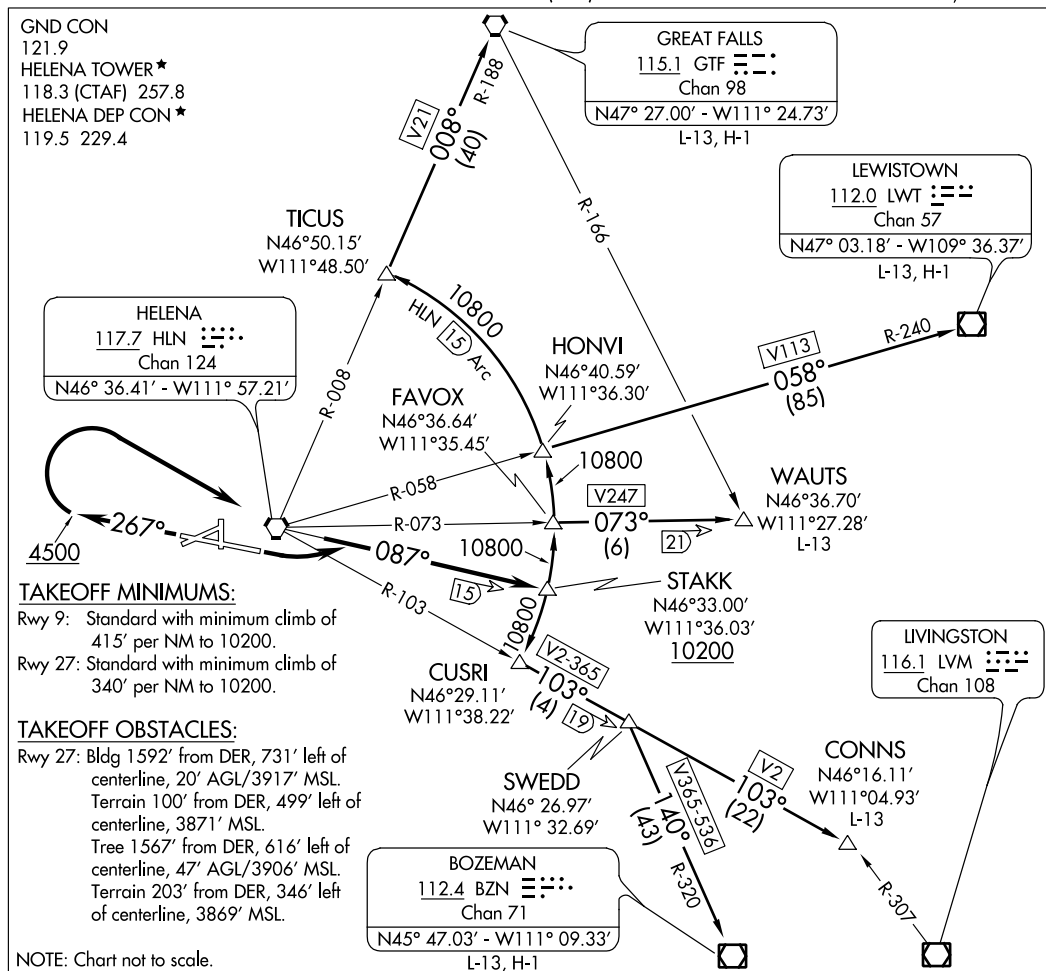 GND CON
121.9
HELENA TOWER★
118.3 (CTAF) 257.8
HELENA DEP CON★
119.5 229.4
GREAT FALLS
115.1 GTF
Chan 98
N47° 27.00' - W111° 24.73'
L-13, H-1
R-188
V21
008°
(40)
LEWISTOWN
112.0 LWT
Chan 57
N47° 03.18' - W109° 36.37'
L-13, H-1
R-166
TICUS
N46°50.15'
W111°48.50'
HELENA
117.7 HLN
Chan 124
N46° 36.41' - W111° 57.21'
10800
HLN 15 Arc
R-008
HONVI
N46°40.59'
W111°36.30'
R-240
V113
058°
(85)
FAVOX
N46°36.64'
W111°35.45'
R-058
10800
WAUTS
N46°36.70'
W111°27.28'
L-13
V247
R-073
073°
(6)
21
267°
4500
087°
15
10800
R-103
10800
STAKK
N46°33.00'
W111°36.03'
10200
TAKEOFF MINIMUMS:
Rwy 9: Standard with minimum climb of
415' per NM to 10200.
Rwy 27: Standard with minimum climb of
340' per NM to 10200.
CUSRI
N46°29.11'
W111°38.22'
V2-365
103°
(4)
19
LIVINGSTON
116.1 LVM
Chan 108
TAKEOFF OBSTACLES:
Rwy 27: Bldg 1592' from DER, 731' left of
centerline, 20' AGL/3917' MSL.
Terrain 100' from DER, 499' left of
centerline, 3871' MSL.
Tree 1567' from DER, 616' left of
centerline, 47' AGL/3906' MSL.
Terrain 203' from DER, 346' left
of centerline, 3869' MSL.
SWEDD
N46° 26.97'
W111° 32.69'
V2
103°
(22)
CONNS
N46°16.11'
W111°04.93'
L-13
V365-536
140°
(43)
R-320
R-307
BOZEMAN
112.4 BZN
Chan 71
N45° 47.03' - W111° 09.33'
L-13, H-1
NOTE: Chart not to scale.